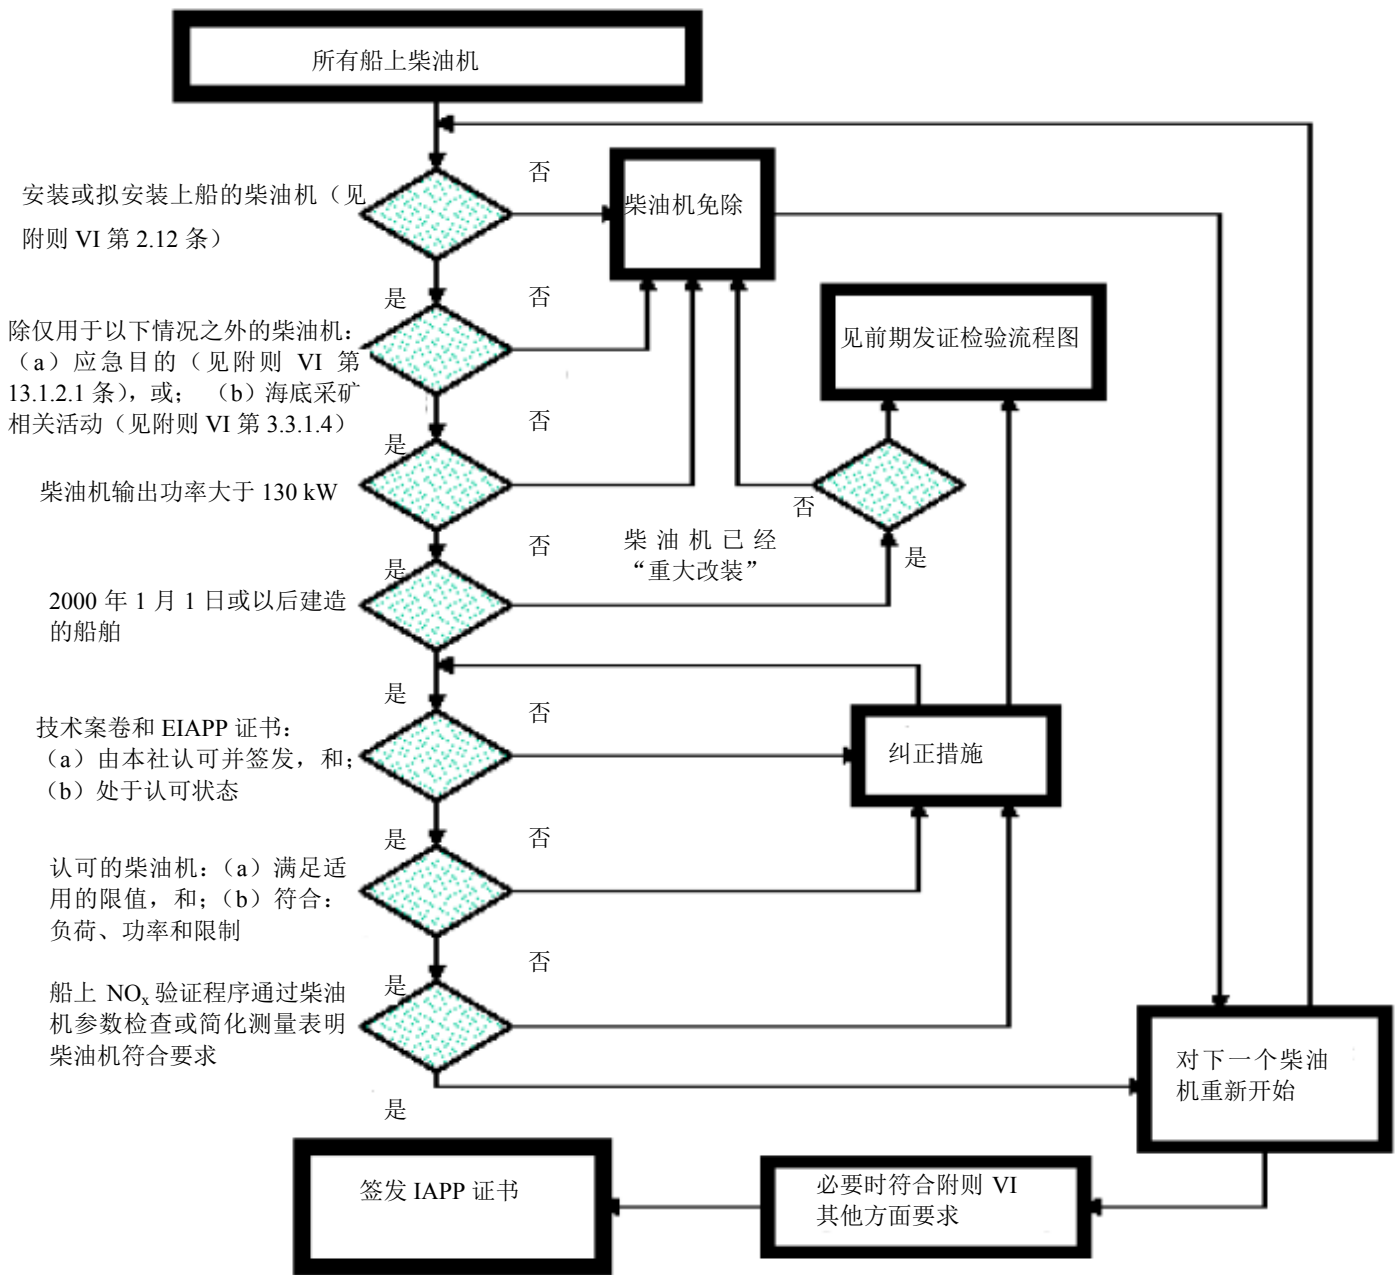 所有船上柴油机
否
安装或拟安装上船的柴油机（见
附则 VI 第 2.12 条）
柴油机免除
是
否
除仅用于以下情况之外的柴油机：
（a）应急目的（见附则 VI 第
13.1.2.1 条），或； （b）海底采矿
相关活动（见附则 VI 第 3.3.1.4）
见前期发证检验流程图
是
否
柴油机输出功率大于 130 kW
否
柴油机已经
“重大改装”
是
是
否
2000 年 1 月 1 日或以后建造
的船舶
是
否
技术案卷和 EIAPP 证书：
（a）由本社认可并签发，和；
（b）处于认可状态
纠正措施
是
否
认可的柴油机：（a）满足适
用的限值，和；（b）符合：
负荷、功率和限制
是
否
船上 NOx 验证程序通过柴油
机参数检查或简化测量表明
柴油机符合要求
对下一个柴油
机重新开始
是
签发 IAPP 证书
必要时符合附则 VI
其他方面要求